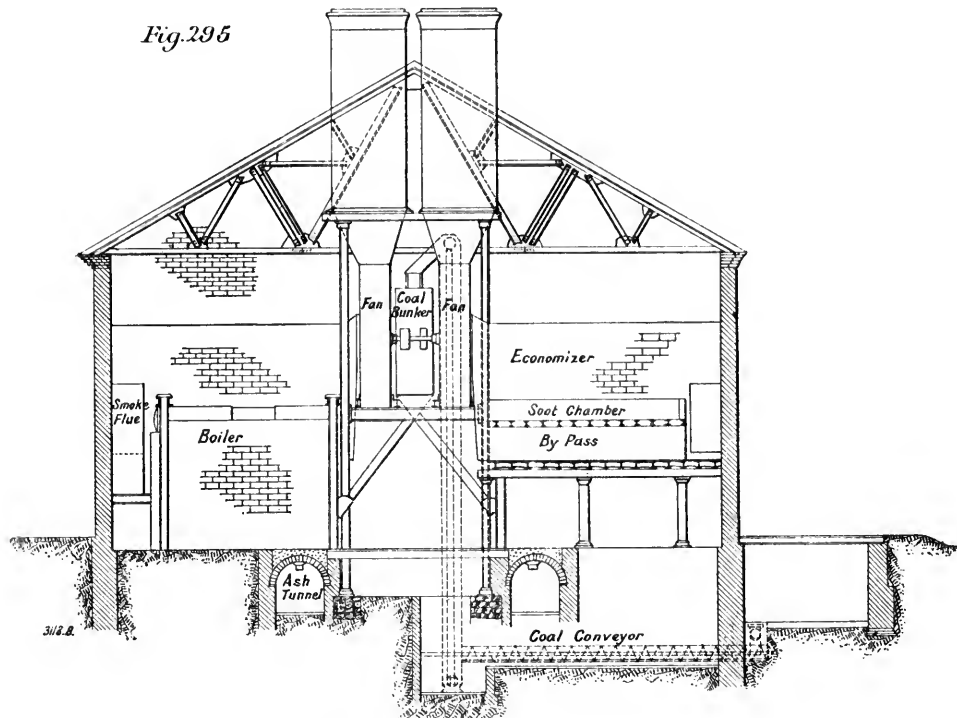 Fig. 295
Fan
Coal
Bunker
Fan
Economizer
Smoke
Flue
Soot Chamber
Boiler
By Pass
Ash
Tunnel
3118.B.
Coal Conveyor